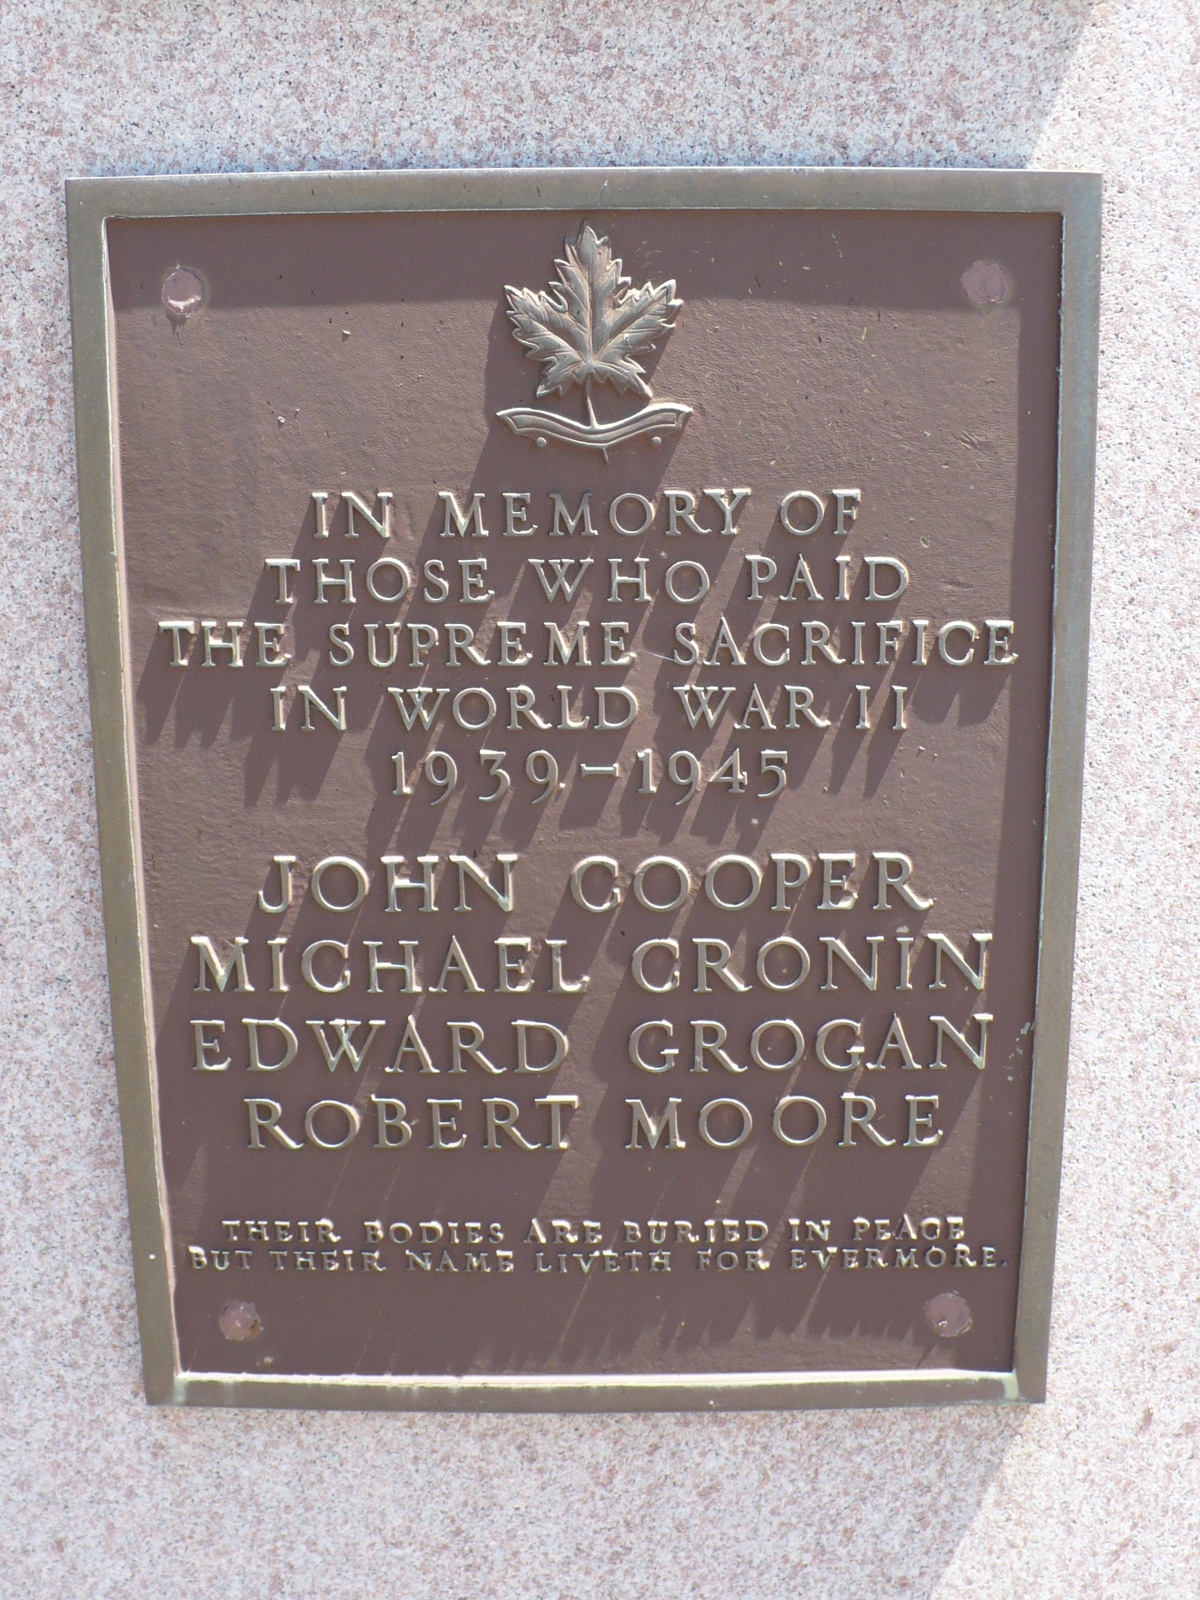 IN MEMORY OF
THOSE WHO PAID
THE SUPREME SACRIFICE
IN WORLD WAR II
1939-1945
JOHN COOPER
MICHAEL CRONIN
EDWARD GROGAN
ROBERT MOORE
THEIR BODIES ARE BURIED IN PEACE
BUT THEIR NAME LIVETH FOR EVERMORE.